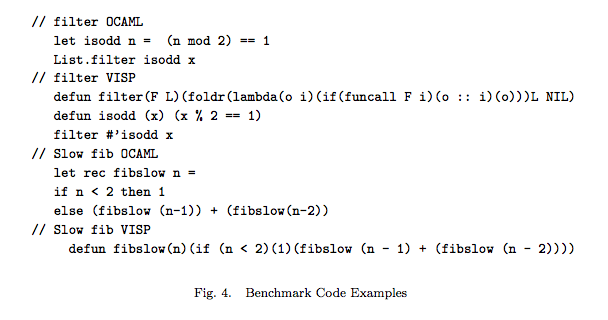 // filter OCAML
let isodd n =  (n mod 2) == 1
List.filter isodd x
// filter VISP
defun filter(F L)(foldr(lambda(o i)(if(funcall F i)(o :: i)(o)))L NIL)
defun isodd (x) (x % 2 == 1)
filter #'isodd x
// Slow fib OCAML
let rec fibslow n =
if n < 2 then 1
else (fibslow (n-1)) + (fibslow(n-2))
// Slow fib VISP
defun fibslow(n)(if (n < 2)(1)(fibslow (n - 1) + (fibslow (n - 2))))
Fig. 4. Benchmark Code Examples